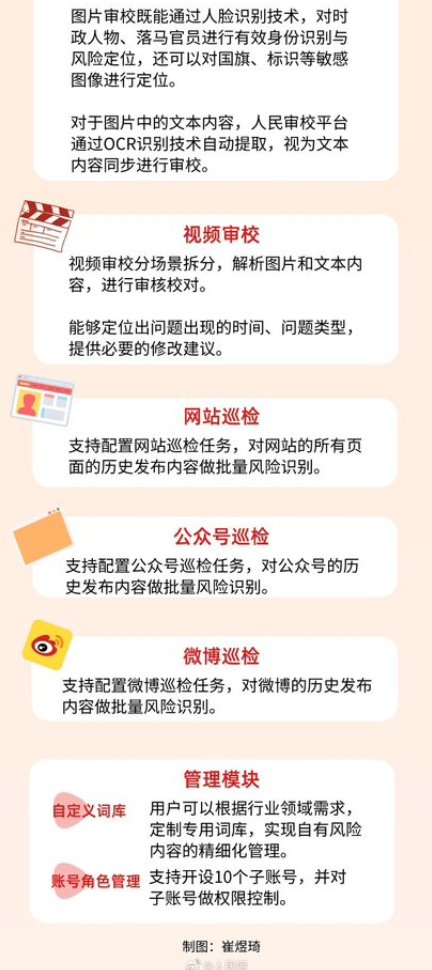 图片审校既能通过人脸识别技术，对时
政人物、落马官员进行有效身份识别与
风险定位，还可以对国旗、标识等敏感
图像进行定位。
对于图片中的文本内容，人民审校平台
通过OCR识别技术自动提取，视为文本
内容同步进行审校。
视频审校
视频审校分场景拆分，解析图片和文本内
容，进行审核校对。
能够定位出问题出现的时间、问题类型，
提供必要的修改建议。
网站巡检
支持配置网站巡检任务，对网站的所有页
面的历史发布内容做批量风险识别。
公众号巡检
支持配置公众号巡检任务，对公众号的历
史发布内容做批量风险识别。
微博巡检
支持配置微博巡检任务，对微博的历史发布
内容做批量风险识别。
管理模块
自定义词库
用户可以根据行业领域需求，
定制专用词库，实现自有风险
内容的精细化管理。
账号角色管理
支持开设10个子账号，并对
子账号做权限控制。
制图：崔煜琦
@人民网